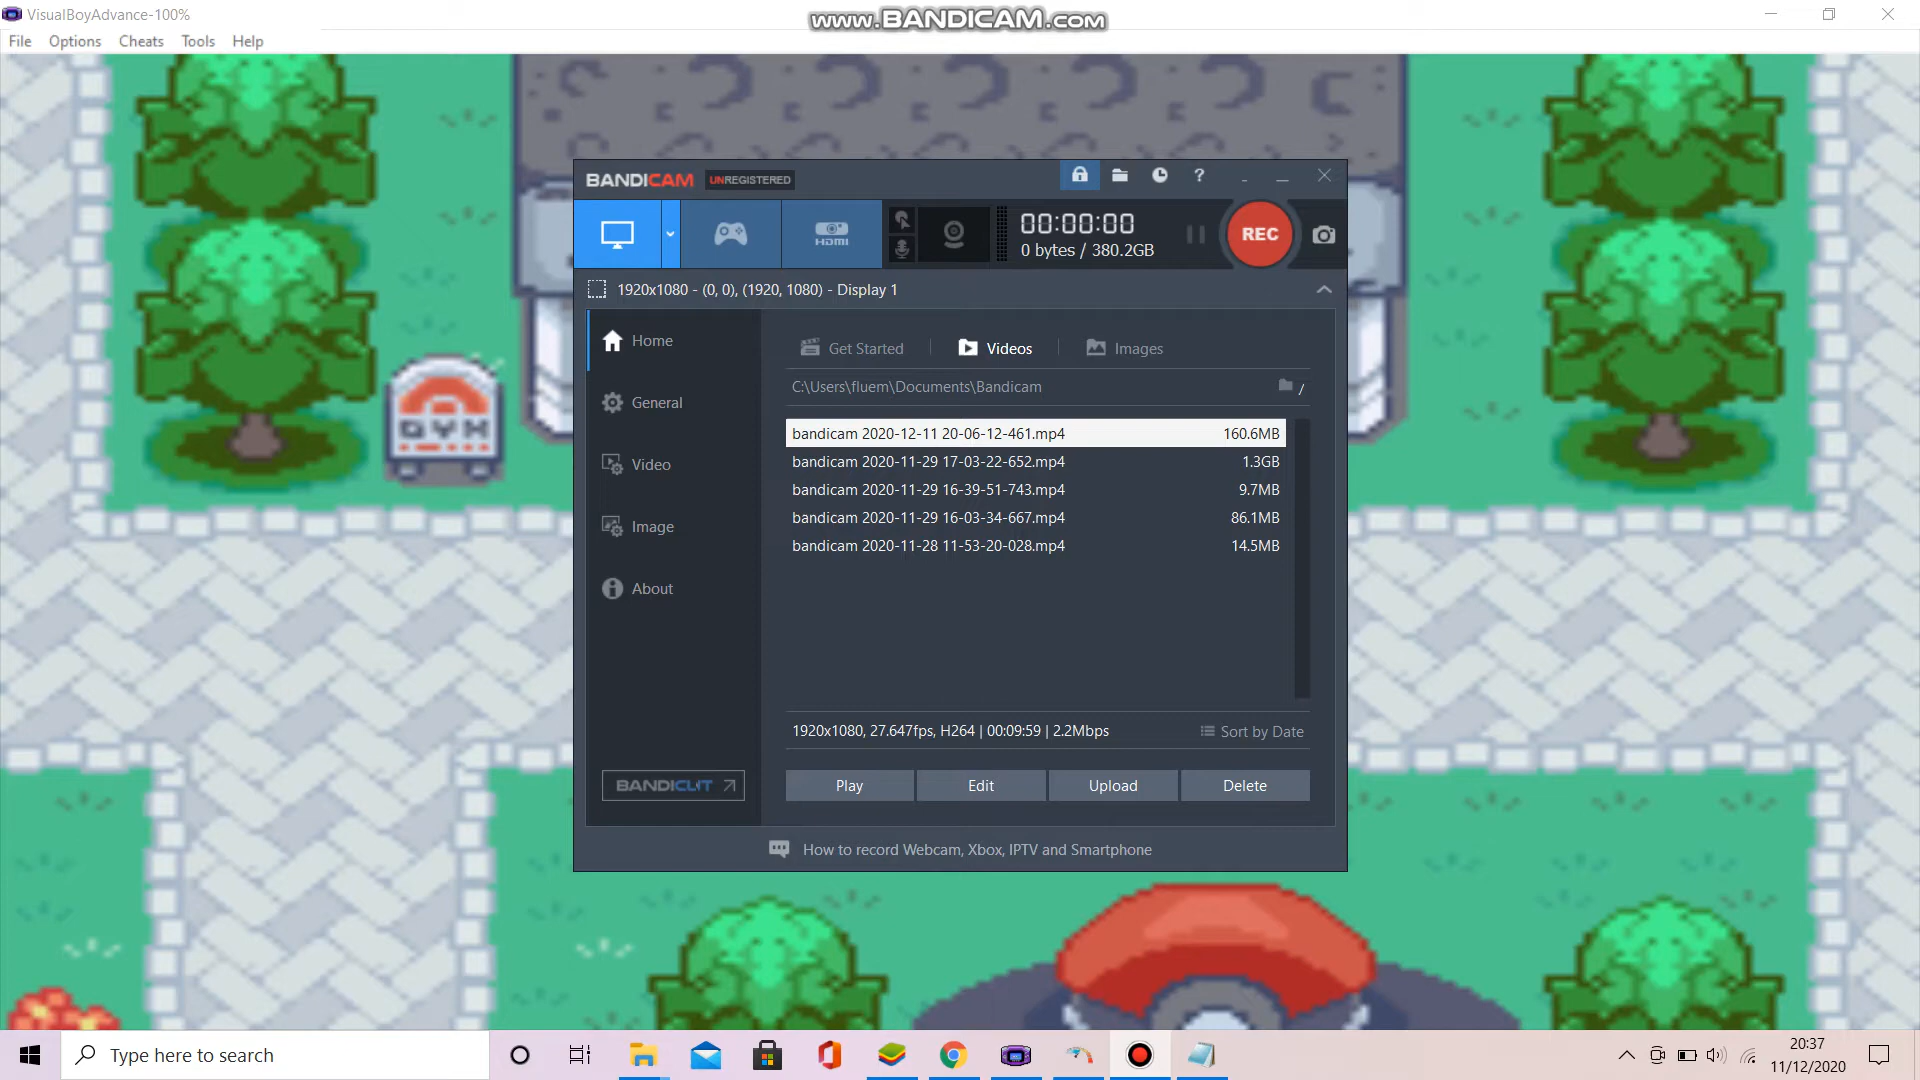 VisualBoyAdvance-100%
www.BANDICAM.com
File Options Cheats Tools Help
BANDICAM UNREGISTERED
?
HDMI
00:00:00
0 bytes / 380.2GB
REC
1920x1080 - (0, 0), (1920, 1080) - Display 1
Home
General
Video
Image
About
BANDICUT
Get Started
Videos
Images
C:\Users\fluem\Documents\Bandicam
/
bandicam 2020-12-11 20-06-12-461.mp4 160.6MB
bandicam 2020-11-29 17-03-22-652.mp4 1.3GB
bandicam 2020-11-29 16-39-51-743.mp4 9.7MB
bandicam 2020-11-29 16-03-34-667.mp4 86.1MB
bandicam 2020-11-28 11-53-20-028.mp4 14.5MB
1920x1080, 27.647fps, H264 | 00:09:59 | 2.2Mbps
Sort by Date
Play Edit Upload Delete
How to record Webcam, Xbox, IPTV and Smartphone
GYM
Type here to search
20:37
11/12/2020